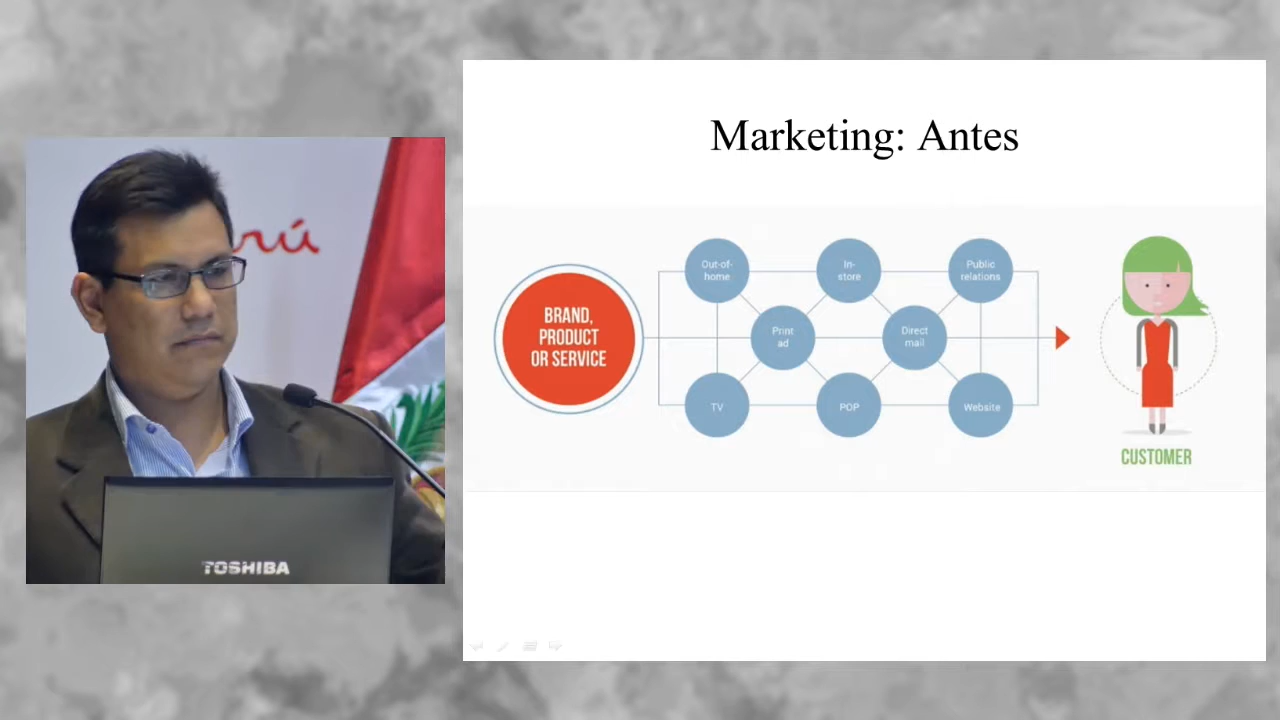 Marketing: Antes
rú
TOSHIBA
BRAND,
PRODUCT
OR SERVICE
Out-of-
home
In-
store
Public
relations
Print
ad
Direct
mail
TV
POP
Website
CUSTOMER